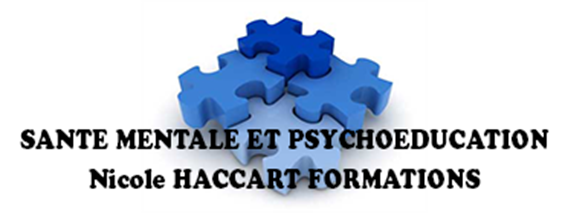 SANTE MENTALE ET PSYCHOEDUCATION
Nicole HACCART FORMATIONS